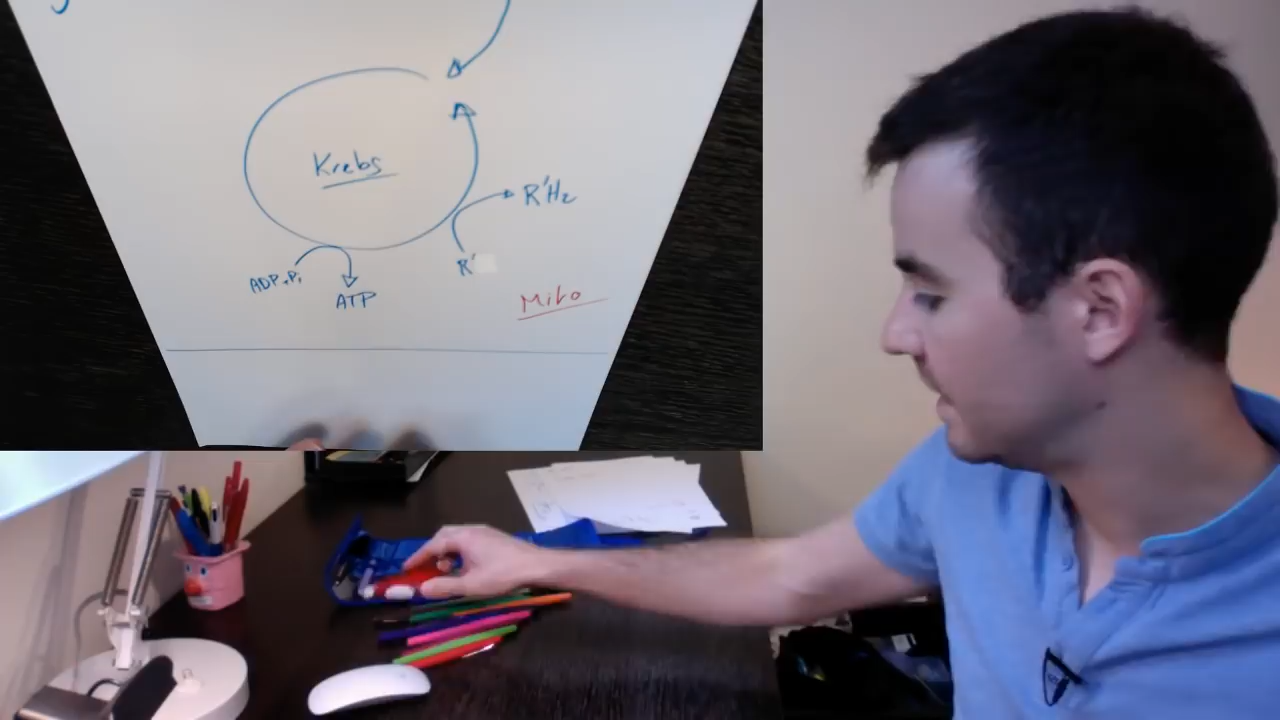 Krebs
R'H₂
R'
ADP+Pi
ATP
Mito